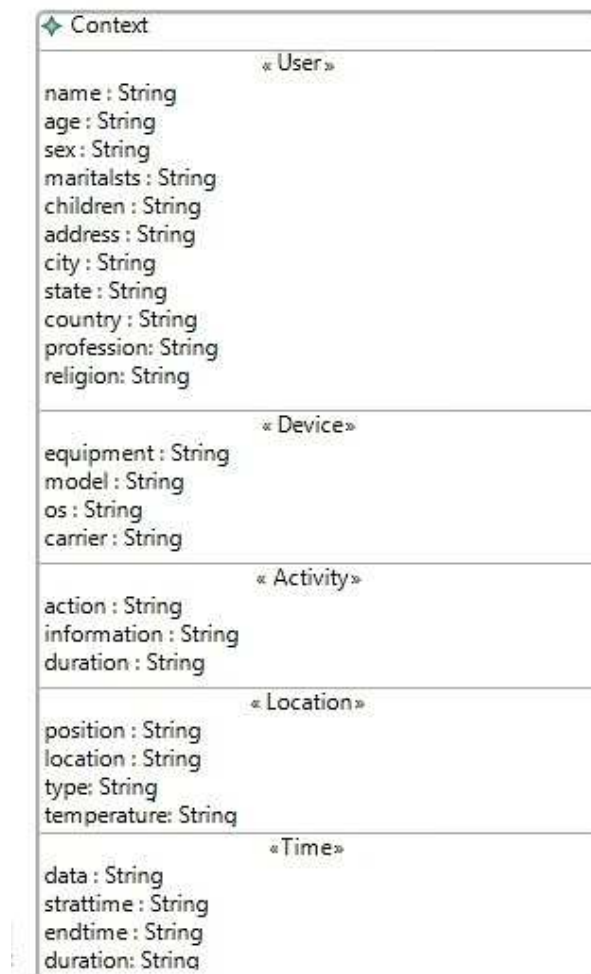 Context
« User»
name : String
age : String
sex : String
maritalsts : String
children : String
address : String
city : String
state : String
country : String
profession: String
religion: String
« Device»
equipment : String
model : String
os : String
carrier : String
« Activity»
action : String
information : String
duration : String
« Location»
position : String
location : String
type: String
temperature: String
«Time»
data : String
strattime : String
endtime : String
duration: String